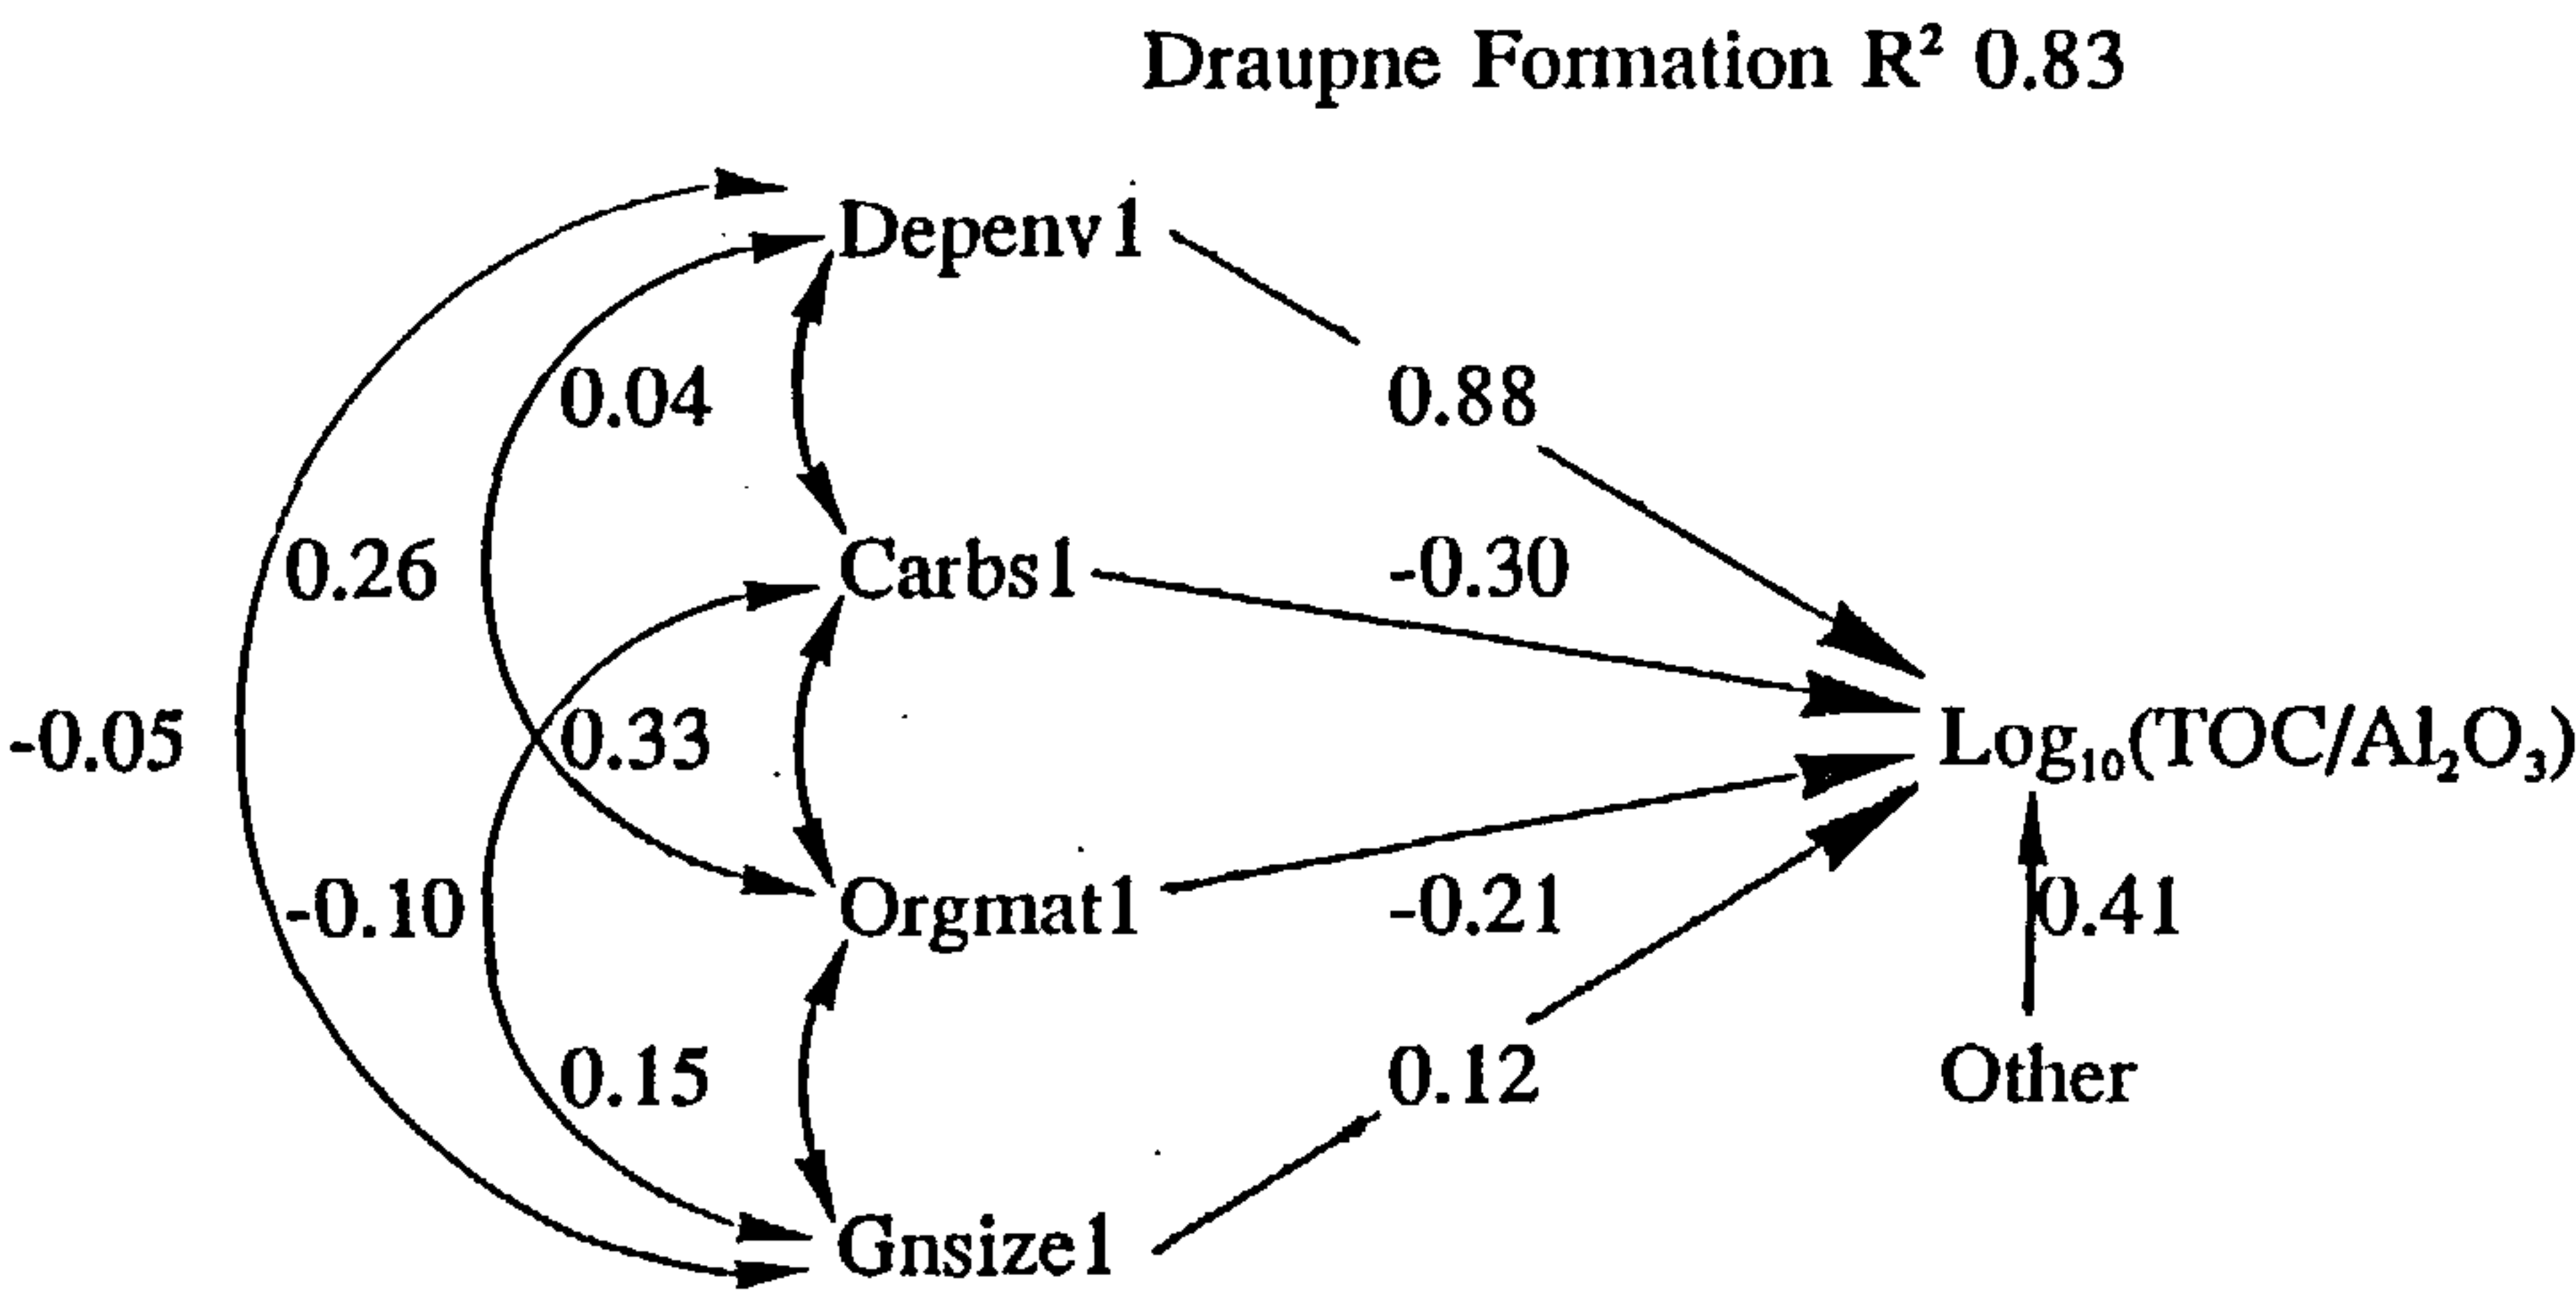 Draupne Formation R² 0.83
Depenv1
0.04
0.88
Carbs1
0.26
-0.30
-0.05
0.33
Log₁₀(TOC/Al₂O₃)
-0.10
Orgmat1
-0.21
0.41
0.15
0.12
Other
Gnsize1